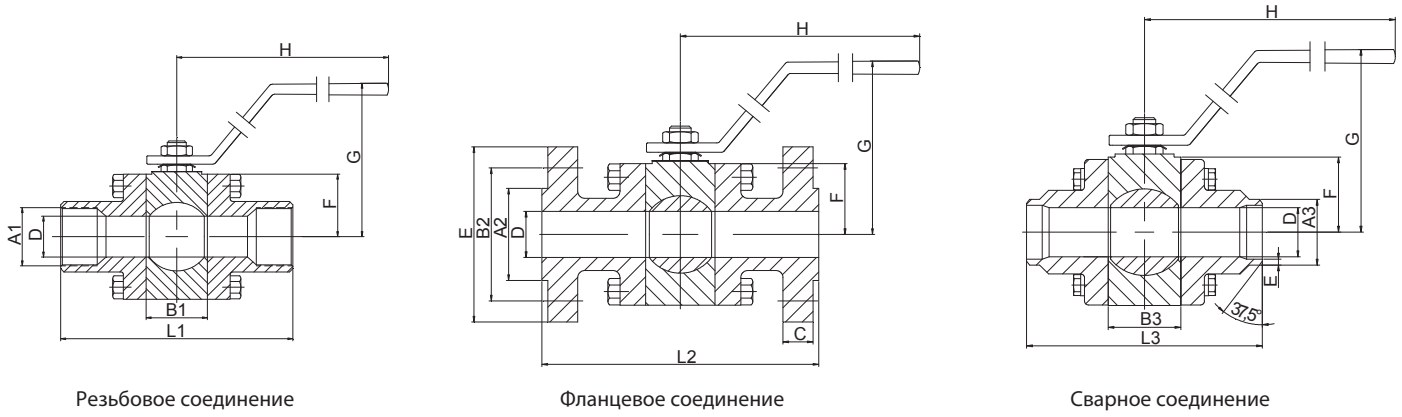 H
G
F
A1
D
B1
L1
Резьбовое соединение
H
G
F
E
B2
A2
D
C
L2
Фланцевое соединение
H
G
F
D
A3
E
37,5°
B3
L3
Сварное соединение